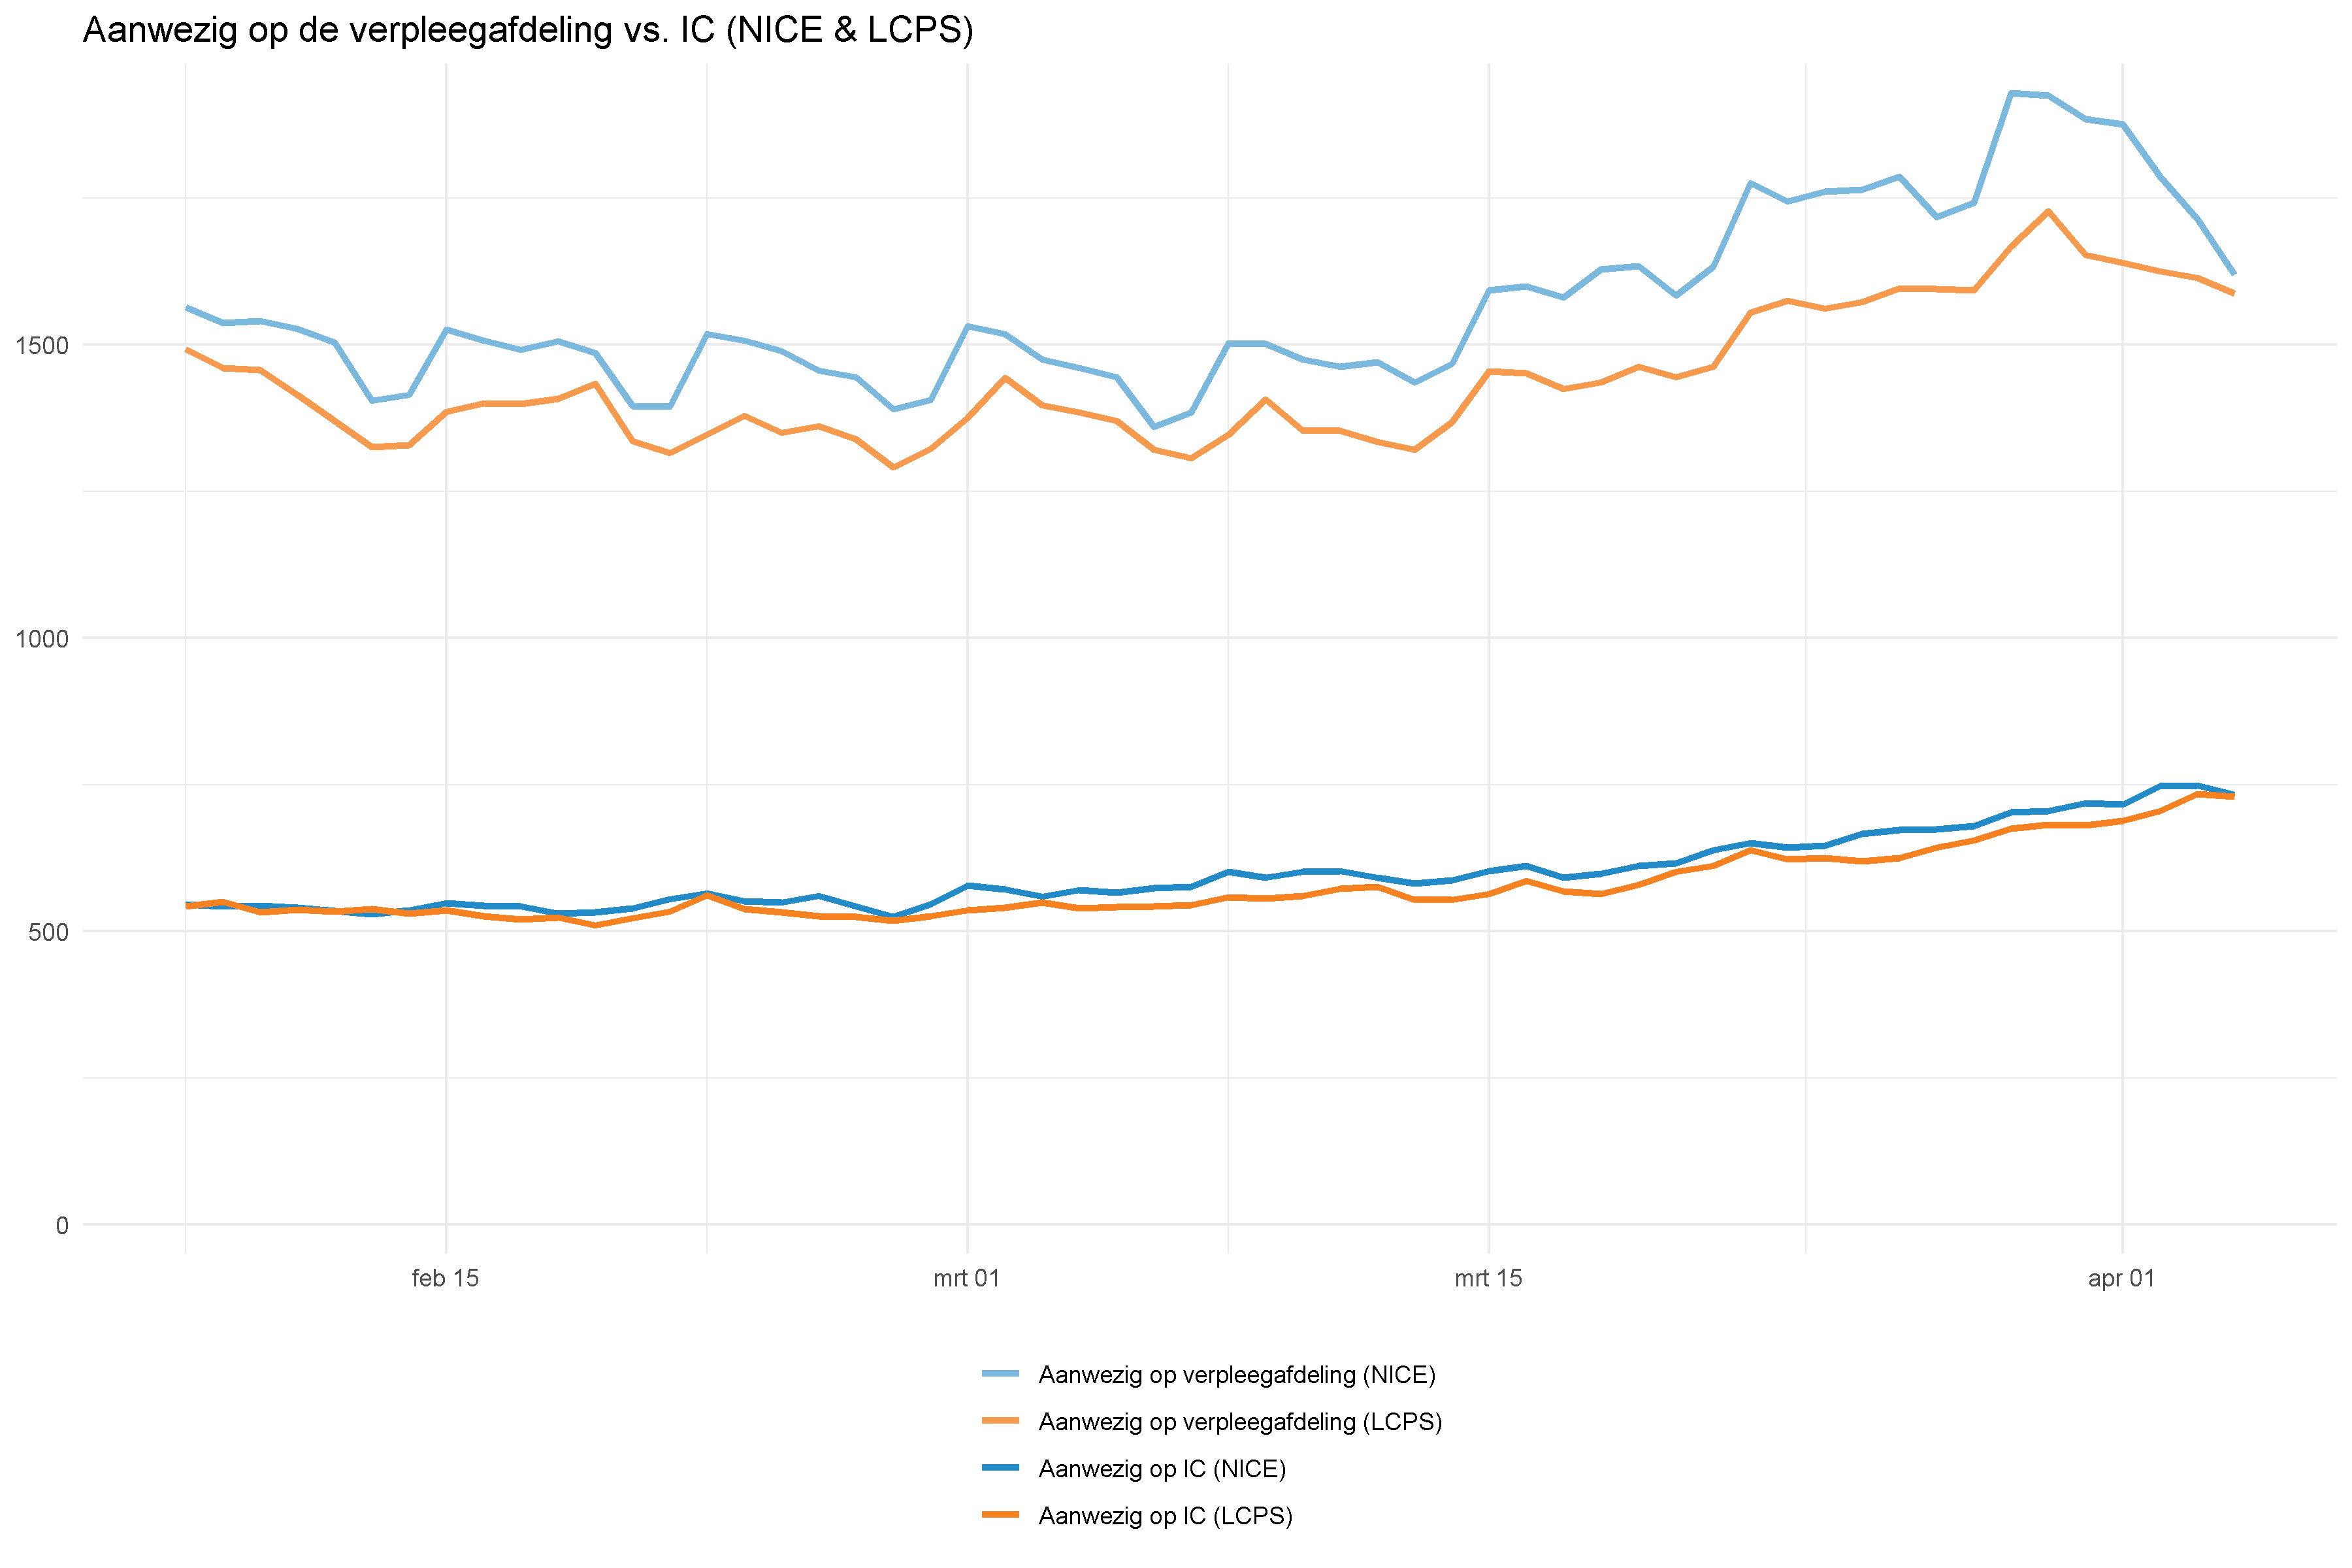 Aanwezig op de verpleegafdeling vs. IC (NICE & LCPS)
1500
1000
500
0
feb 15 mrt 01 mrt 15 apr 01
Aanwezig op verpleegafdeling (NICE)
Aanwezig op verpleegafdeling (LCPS)
Aanwezig op IC (NICE)
Aanwezig op IC (LCPS)